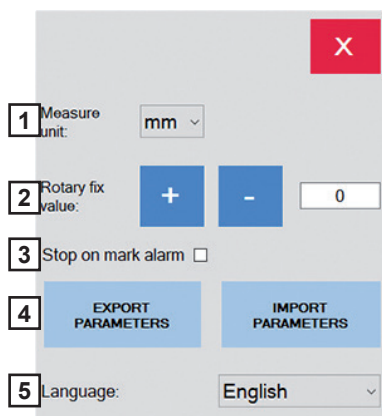 X
1 Measure
unit: mm
2 Rotary fix
value: + - 0
3 Stop on mark alarm
4 EXPORT
PARAMETERS IMPORT
PARAMETERS
5 Language: English